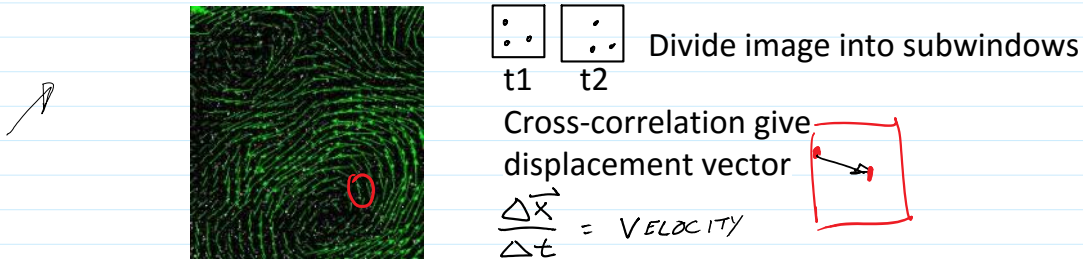 Divide image into subwindows
t1 t2
Cross-correlation give
displacement vector
Δx⃗
Δt = VELOCITY